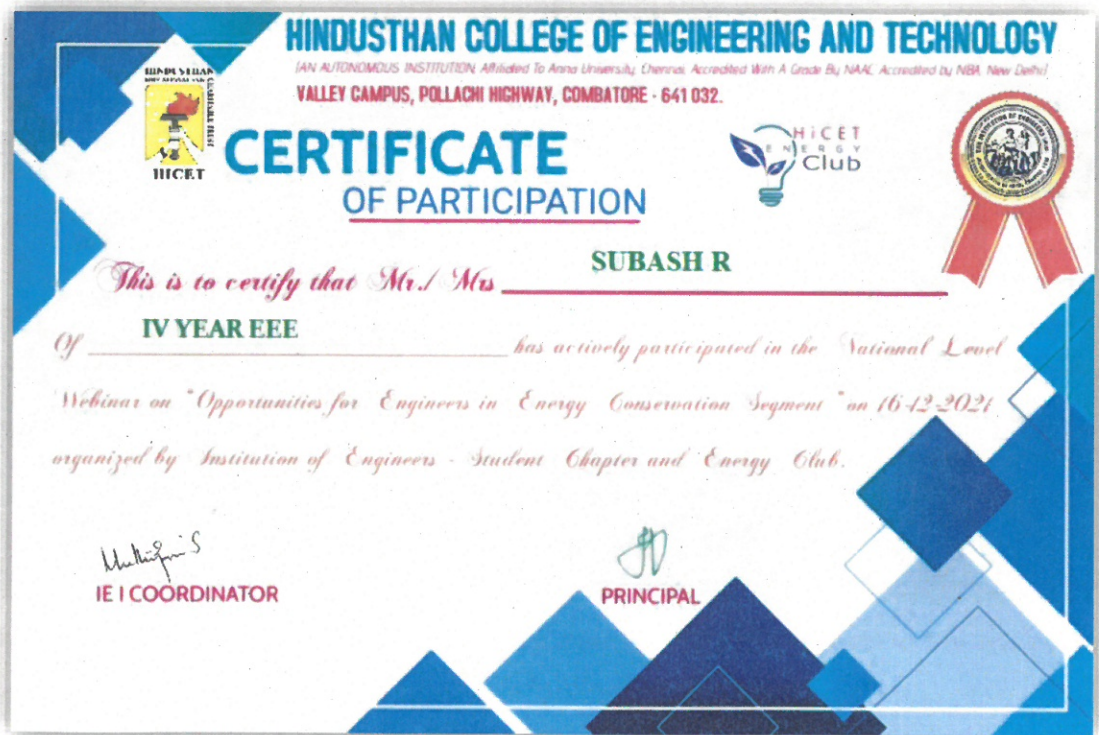 HINDUSTHAN COLLEGE OF ENGINEERING AND TECHNOLOGY
(AN AUTONOMOUS INSTITUTION, Affiliated To Anna University, Chennai, Accredited With A Grade By NAAC, Accredited by NBA, New Delhi)
VALLEY CAMPUS, POLLACHI HIGHWAY, COMBATORE - 641 032.
HINDUSTHAN
HICET
CERTIFICATE
OF PARTICIPATION
HiCET
ENERGY
Club
This is to certify that Mr./ Mrs SUBASH R
Of IV YEAR EEE has actively participated in the National Level
Webinar on "Opportunities for Engineers in Energy Conservation Segment "on 16-12-2021
organized by Institution of Engineers - Student Chapter and Energy Club.
IE I COORDINATOR
PRINCIPAL